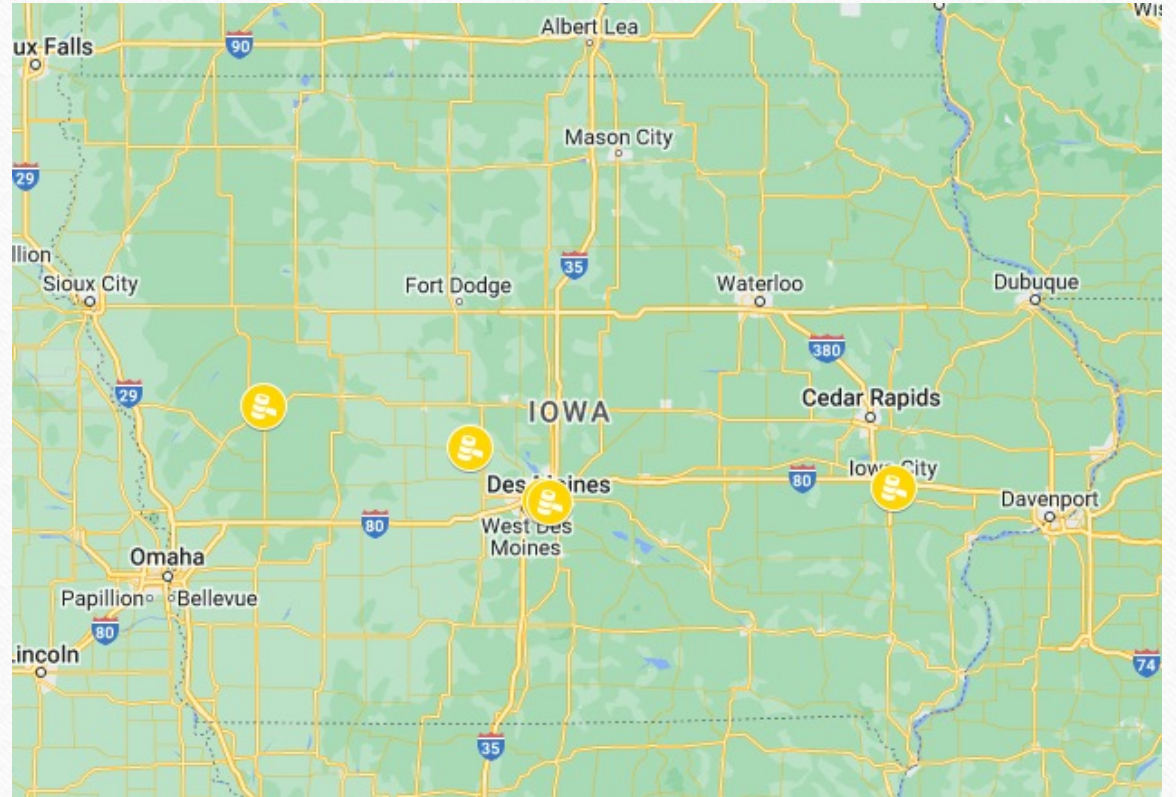 Wis
Albert Lea
ux Falls
90
Mason City
29
llion
35
Sioux City
Fort Dodge
Waterloo
Dubuque
380
29
IOWA
Cedar Rapids
Iowa City
80
Des Moines
Davenport
80
West Des
Moines
Omaha
Papillion
Bellevue
80
Lincoln
74
35